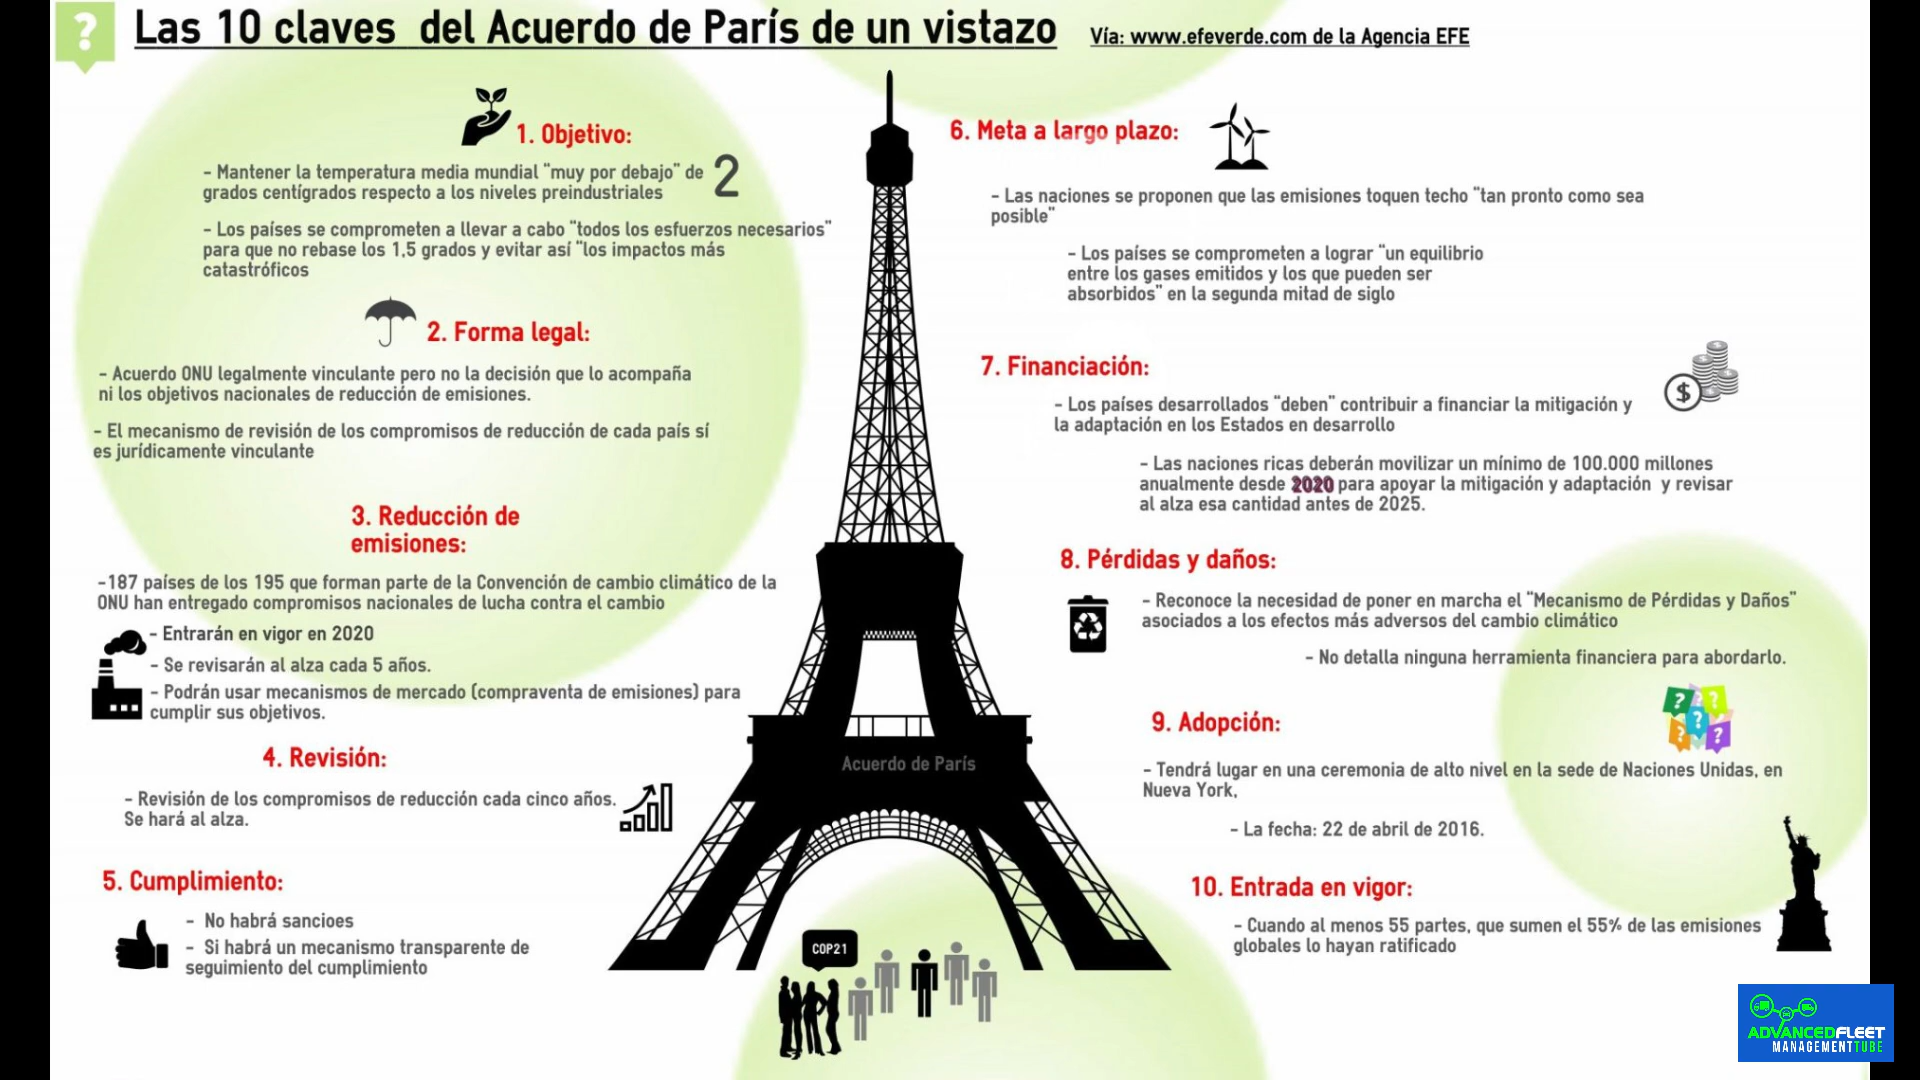 ?
Las 10 claves del Acuerdo de París de un vistazo
Vía: www.efeverde.com de la Agencia EFE
1. Objetivo:
- Mantener la temperatura media mundial "muy por debajo" de 2
grados centígrados respecto a los niveles preindustriales
- Los países se comprometen a llevar a cabo "todos los esfuerzos necesarios"
para que no rebase los 1,5 grados y evitar así "los impactos más
catastróficos
2. Forma legal:
- Acuerdo ONU legalmente vinculante pero no la decisión que lo acompaña
ni los objetivos nacionales de reducción de emisiones.
- El mecanismo de revisión de los compromisos de reducción de cada país sí
es jurídicamente vinculante
3. Reducción de
emisiones:
-187 países de los 195 que forman parte de la Convención de cambio climático de la
ONU han entregado compromisos nacionales de lucha contra el cambio
- Entrarán en vigor en 2020
- Se revisarán al alza cada 5 años.
- Podrán usar mecanismos de mercado (compraventa de emisiones) para
cumplir sus objetivos.
4. Revisión:
- Revisión de los compromisos de reducción cada cinco años.
Se hará al alza.
5. Cumplimiento:
- No habrá sancioes
- Si habrá un mecanismo transparente de
seguimiento del cumplimiento
Acuerdo de París
COP21
6. Meta a largo plazo:
- Las naciones se proponen que las emisiones toquen techo "tan pronto como sea
posible"
- Los países se comprometen a lograr "un equilibrio
entre los gases emitidos y los que pueden ser
absorbidos" en la segunda mitad de siglo
7. Financiación:
$
- Los países desarrollados "deben" contribuir a financiar la mitigación y
la adaptación en los Estados en desarrollo
- Las naciones ricas deberán movilizar un mínimo de 100.000 millones
anualmente desde 2020 para apoyar la mitigación y adaptación y revisar
al alza esa cantidad antes de 2025.
8. Pérdidas y daños:
- Reconoce la necesidad de poner en marcha el "Mecanismo de Pérdidas y Daños"
asociados a los efectos más adversos del cambio climático
- No detalla ninguna herramienta financiera para abordarlo.
? ? ? ? ? ?
9. Adopción:
- Tendrá lugar en una ceremonia de alto nivel en la sede de Naciones Unidas, en
Nueva York,
- La fecha: 22 de abril de 2016.
10. Entrada en vigor:
- Cuando al menos 55 partes, que sumen el 55% de las emisiones
globales lo hayan ratificado
ADVANCEDFLEET
MANAGEMENTTUBE